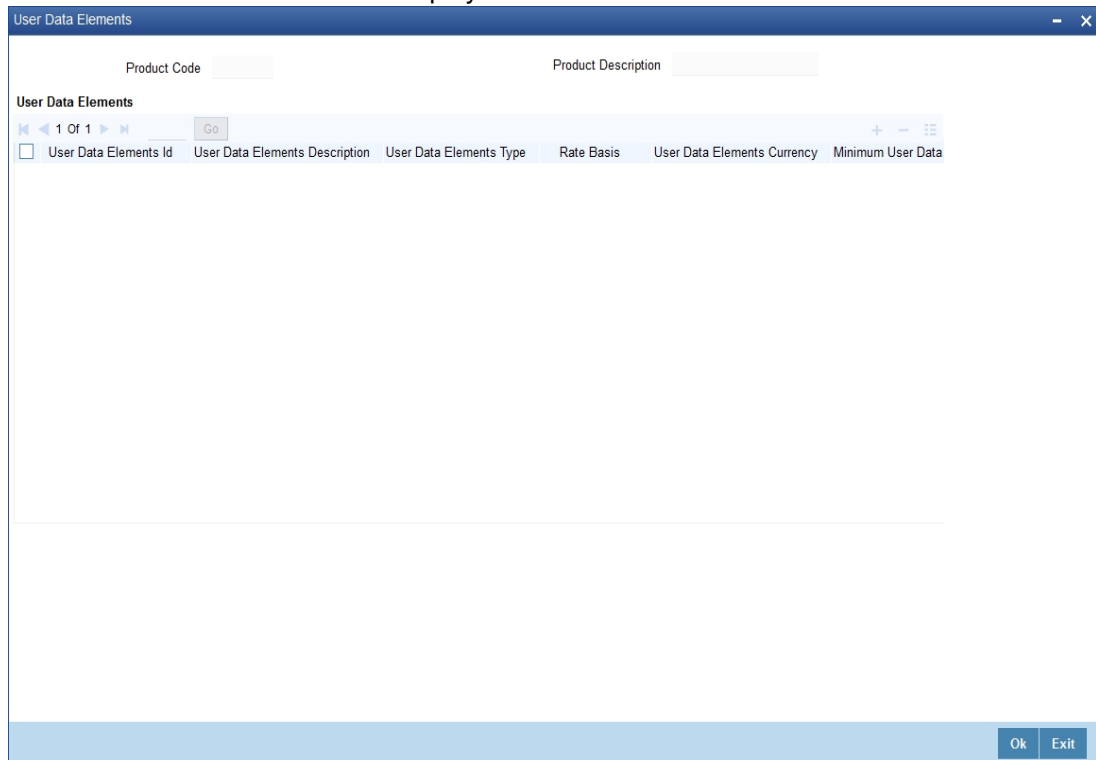 User Data Elements
Product Code
Product Description
User Data Elements
1 Of 1 Go
User Data Elements Id User Data Elements Description User Data Elements Type Rate Basis User Data Elements Currency Minimum User Data
Ok Exit